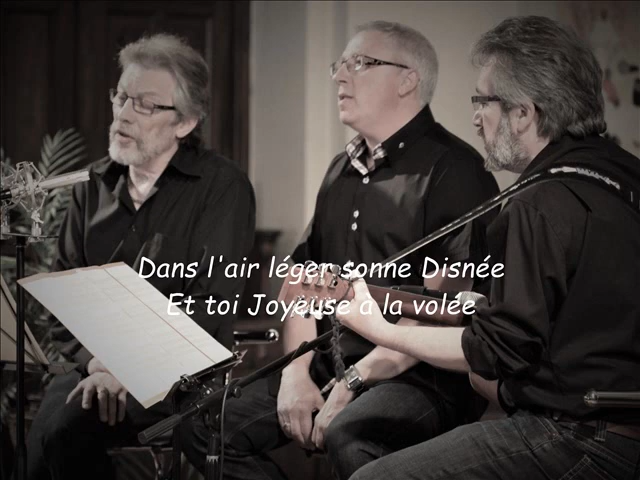 Dans l'air léger sonne Disnée
Et toi Joyeuse à la volée